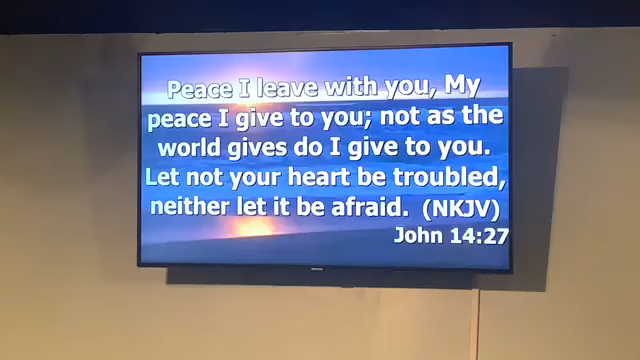 Peace I leave with you, My
peace I give to you; not as the
world gives do I give to you.
Let not your heart be troubled,
neither let it be afraid. (NKJV)
John 14:27